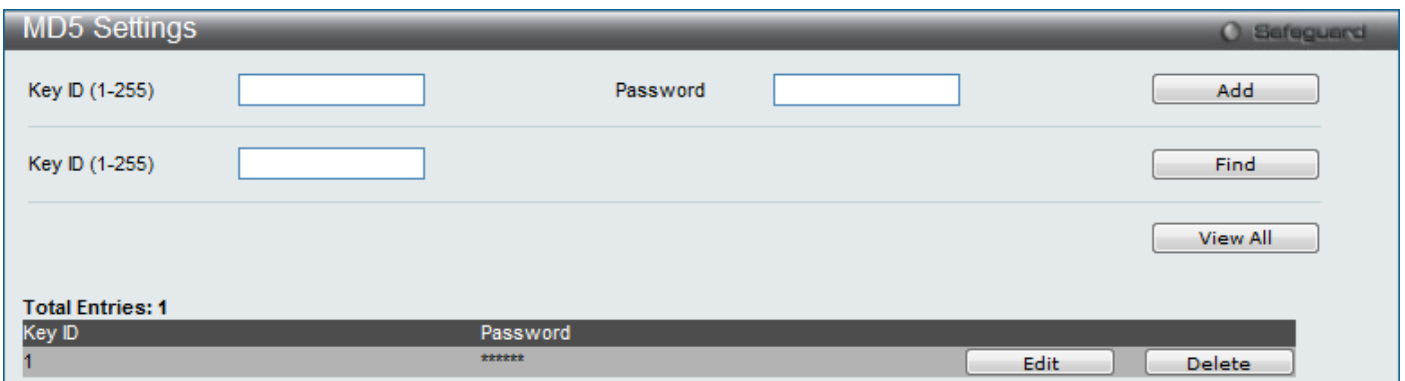 MD5 Settings Safeguard
Key ID (1-255) Password Add
Key ID (1-255) Find
View All
Total Entries: 1
Key ID Password
1 ****** Edit Delete